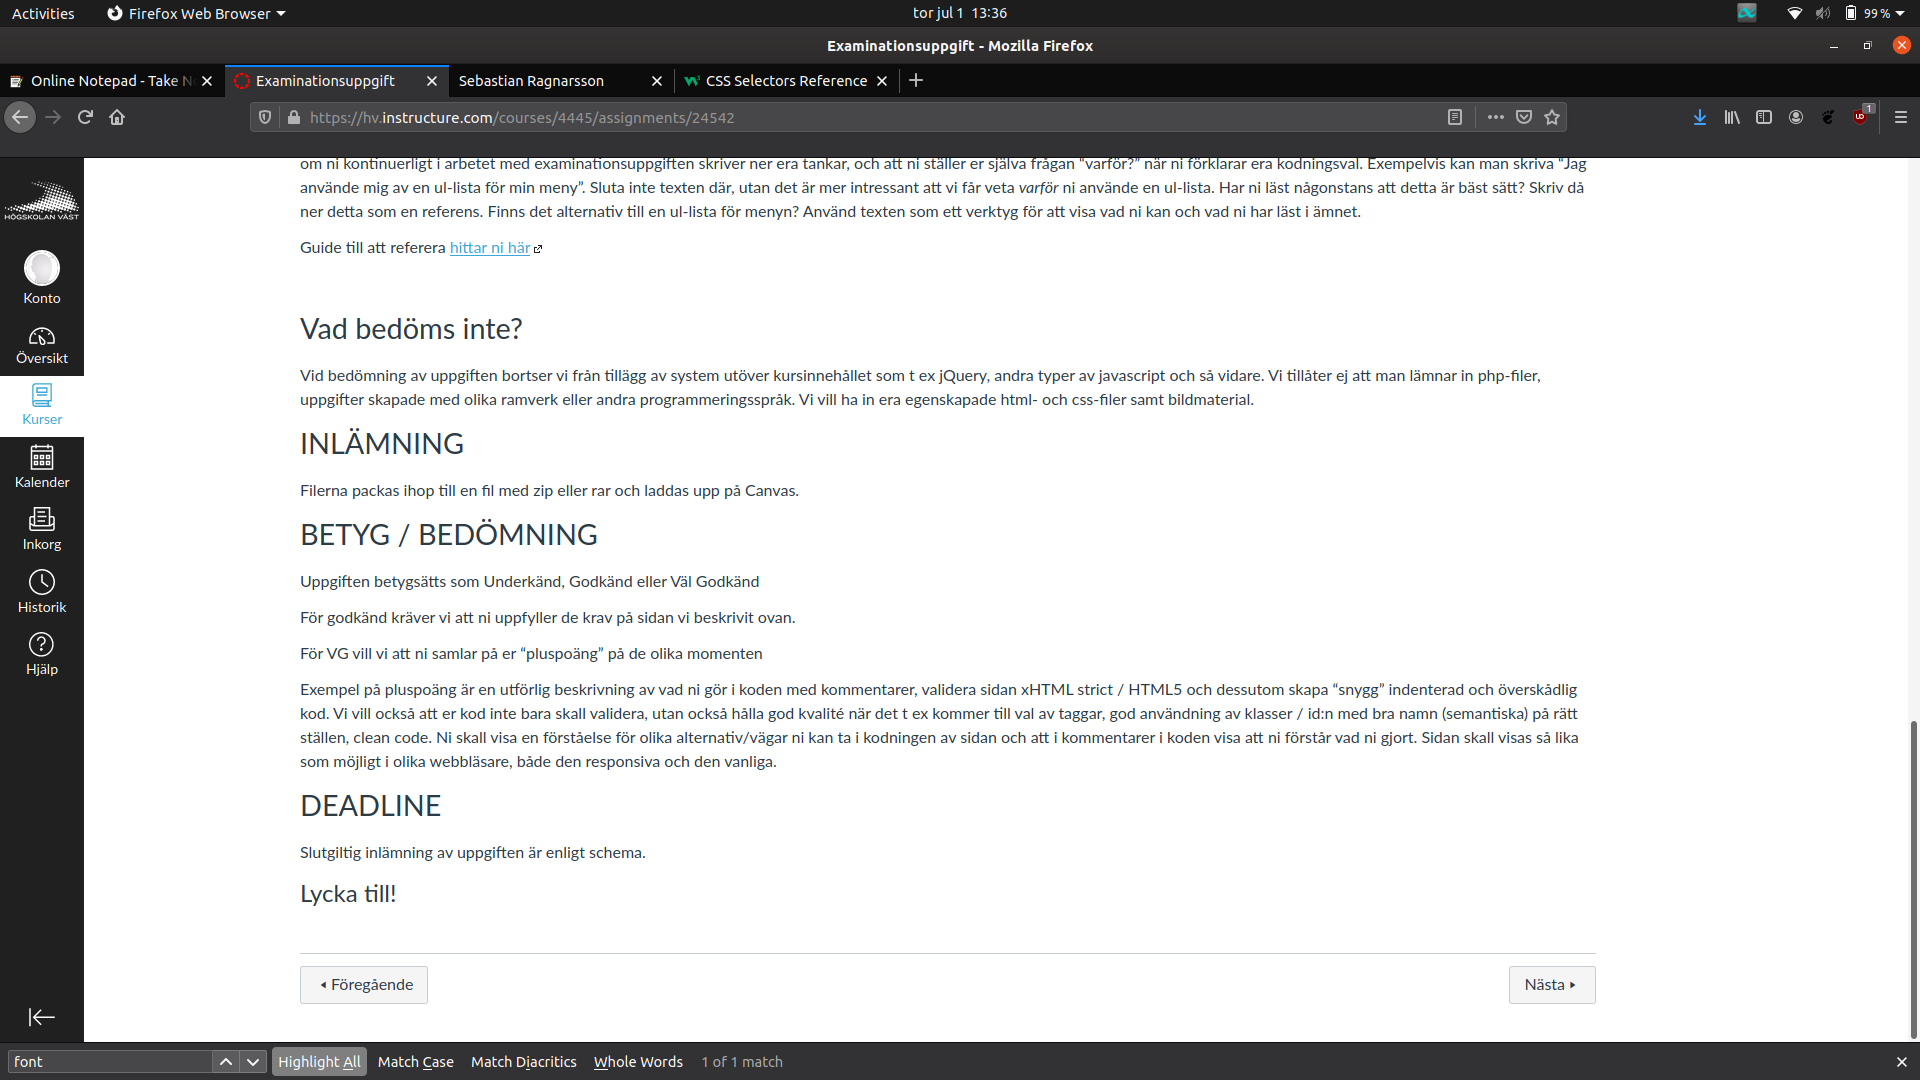 Activities
Firefox Web Browser
tor jul 1 13:36
99 %
Examinationsuppgift - Mozilla Firefox
Online Notepad - Take N
Examinationsuppgift
Sebastian Ragnarsson
CSS Selectors Reference
https://hv.instructure.com/courses/4445/assignments/24542
1
HÖGSKOLAN VÄST
Konto
Översikt
Kurser
Kalender
Inkorg
Historik
Hjälp
om ni kontinuerligt i arbetet med examinationsuppgiften skriver ner era tankar, och att ni ställer er själva frågan “varför?” när ni förklarar era kodningsval. Exempelvis kan man skriva “Jag
använde mig av en ul-lista för min meny”. Sluta inte texten där, utan det är mer intressant att vi får veta varför ni använde en ul-lista. Har ni läst någonstans att detta är bäst sätt? Skriv då
ner detta som en referens. Finns det alternativ till en ul-lista för menyn? Använd texten som ett verktyg för att visa vad ni kan och vad ni har läst i ämnet.
Guide till att referera hittar ni här
Vad bedöms inte?
Vid bedömning av uppgiften bortser vi från tillägg av system utöver kursinnehållet som t ex jQuery, andra typer av javascript och så vidare. Vi tillåter ej att man lämnar in php-filer,
uppgifter skapade med olika ramverk eller andra programmeringsspråk. Vi vill ha in era egenskapade html- och css-filer samt bildmaterial.
INLÄMNING
Filerna packas ihop till en fil med zip eller rar och laddas upp på Canvas.
BETYG / BEDÖMNING
Uppgiften betygsätts som Underkänd, Godkänd eller Väl Godkänd
För godkänd kräver vi att ni uppfyller de krav på sidan vi beskrivit ovan.
För VG vill vi att ni samlar på er “pluspoäng” på de olika momenten
Exempel på pluspoäng är en utförlig beskrivning av vad ni gör i koden med kommentarer, validera sidan xHTML strict / HTML5 och dessutom skapa “snygg” indenterad och överskådlig
kod. Vi vill också att er kod inte bara skall validera, utan också hålla god kvalité när det t ex kommer till val av taggar, god användning av klasser / id:n med bra namn (semantiska) på rätt
ställen, clean code. Ni skall visa en förståelse för olika alternativ/vägar ni kan ta i kodningen av sidan och att i kommentarer i koden visa att ni förstår vad ni gjort. Sidan skall visas så lika
som möjligt i olika webbläsare, både den responsiva och den vanliga.
DEADLINE
Slutgiltig inlämning av uppgiften är enligt schema.
Lycka till!
Föregående
Nästa
font
Highlight All
Match Case
Match Diacritics
Whole Words
1 of 1 match